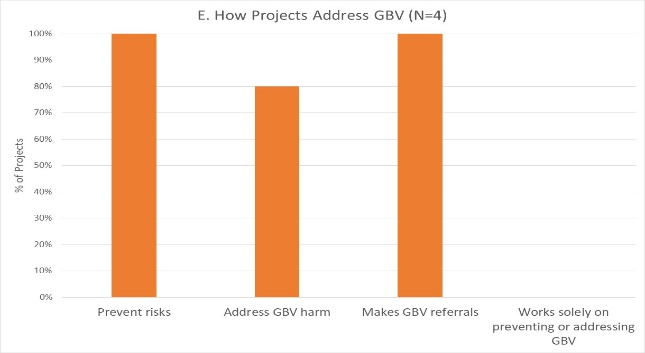 E. How Projects Address GBV (N=4)
100%
90%
80%
70%
60%
50%
40%
30%
20%
10%
0%
% of Projects
Prevent risks
Address GBV harm
Makes GBV referrals
Works solely on
preventing or addressing
GBV